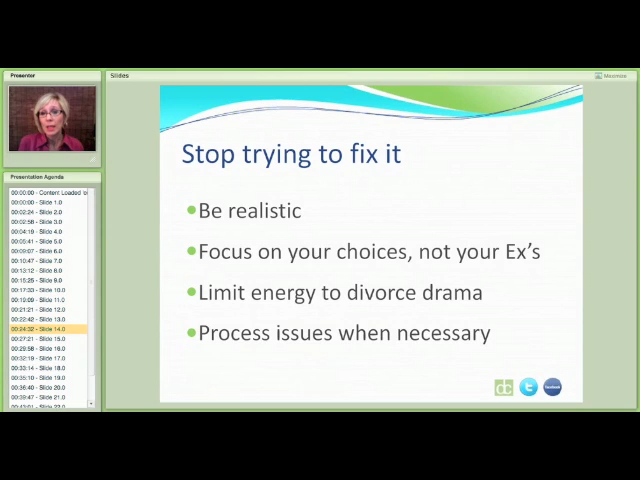 Presenter
Slides
Maximize
Presentation Agenda
00:00:00 - Content Loaded
00:00:00 - Slide 1.0
00:02:24 - Slide 2.0
00:02:58 - Slide 3.0
00:04:19 - Slide 4.0
00:05:41 - Slide 5.0
00:09:07 - Slide 6.0
00:10:47 - Slide 7.0
00:13:12 - Slide 8.0
00:15:25 - Slide 9.0
00:17:33 - Slide 10.0
00:19:09 - Slide 11.0
00:21:21 - Slide 12.0
00:22:42 - Slide 13.0
00:24:32 - Slide 14.0
00:27:21 - Slide 15.0
00:29:58 - Slide 16.0
00:32:19 - Slide 17.0
00:33:14 - Slide 18.0
00:35:10 - Slide 19.0
00:36:40 - Slide 20.0
00:39:47 - Slide 21.0
Stop trying to fix it
Be realistic
Focus on your choices, not your Ex's
Limit energy to divorce drama
Process issues when necessary
dc
facebook